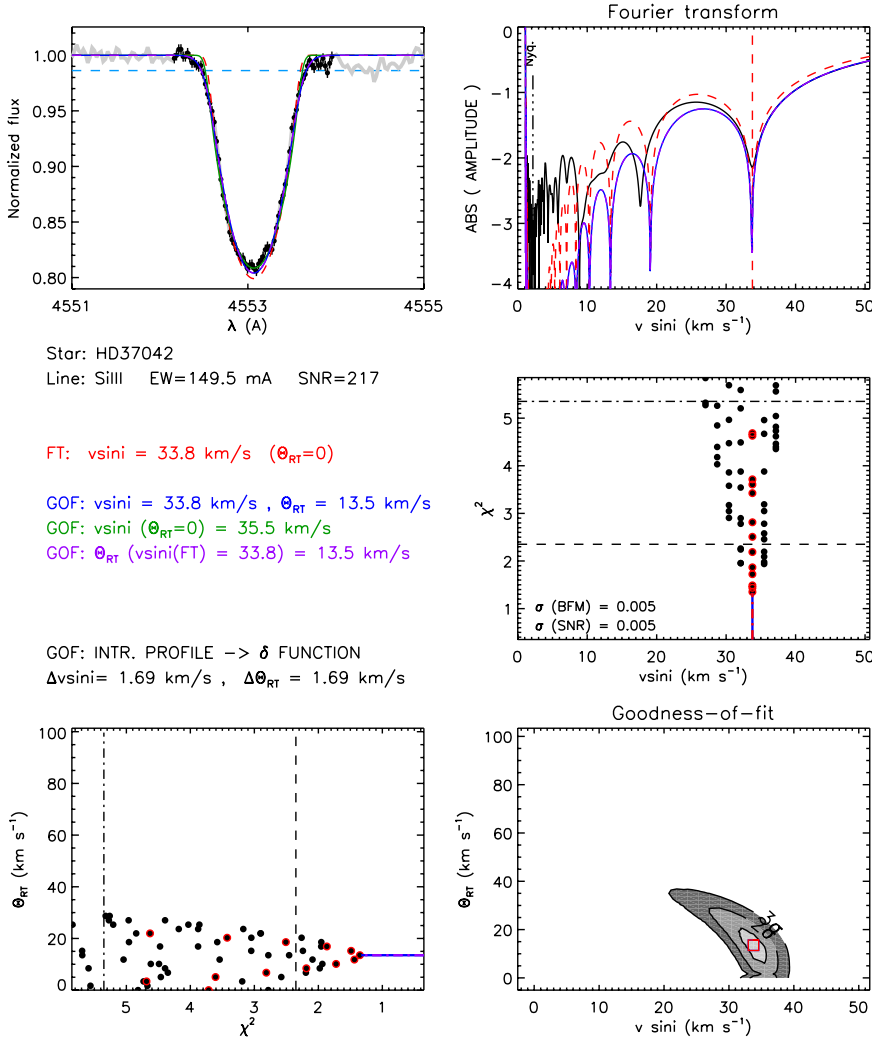 Fourier transform
Normalized flux
1.00
0.95
0.90
0.85
0.80
4551
4553
4555
λ (A)
ABS ( AMPLITUDE )
0
−1
−2
−3
−4
Nyq.
0
10
20
30
40
50
v sini (km s⁻¹)
Star: HD37042
Line: SiIII EW=149.5 mA SNR=217
FT: vsini = 33.8 km/s (Θ_RT=0)
GOF: vsini = 33.8 km/s , Θ_RT = 13.5 km/s
GOF: vsini (Θ_RT=0) = 35.5 km/s
GOF: Θ_RT (vsini(FT) = 33.8) = 13.5 km/s
GOF: INTR. PROFILE −> δ FUNCTION
Δvsini= 1.69 km/s , ΔΘ_RT = 1.69 km/s
χ²
5
4
3
2
1
σ (BFM) = 0.005
σ (SNR) = 0.005
0
10
20
30
40
50
vsini (km s⁻¹)
Θ_RT (km s⁻¹)
100
80
60
40
20
0
5
4
3
2
1
χ²
Goodness−of−fit
Θ_RT (km s⁻¹)
100
80
60
40
20
0
0
10
20
30
40
50
v sini (km s⁻¹)